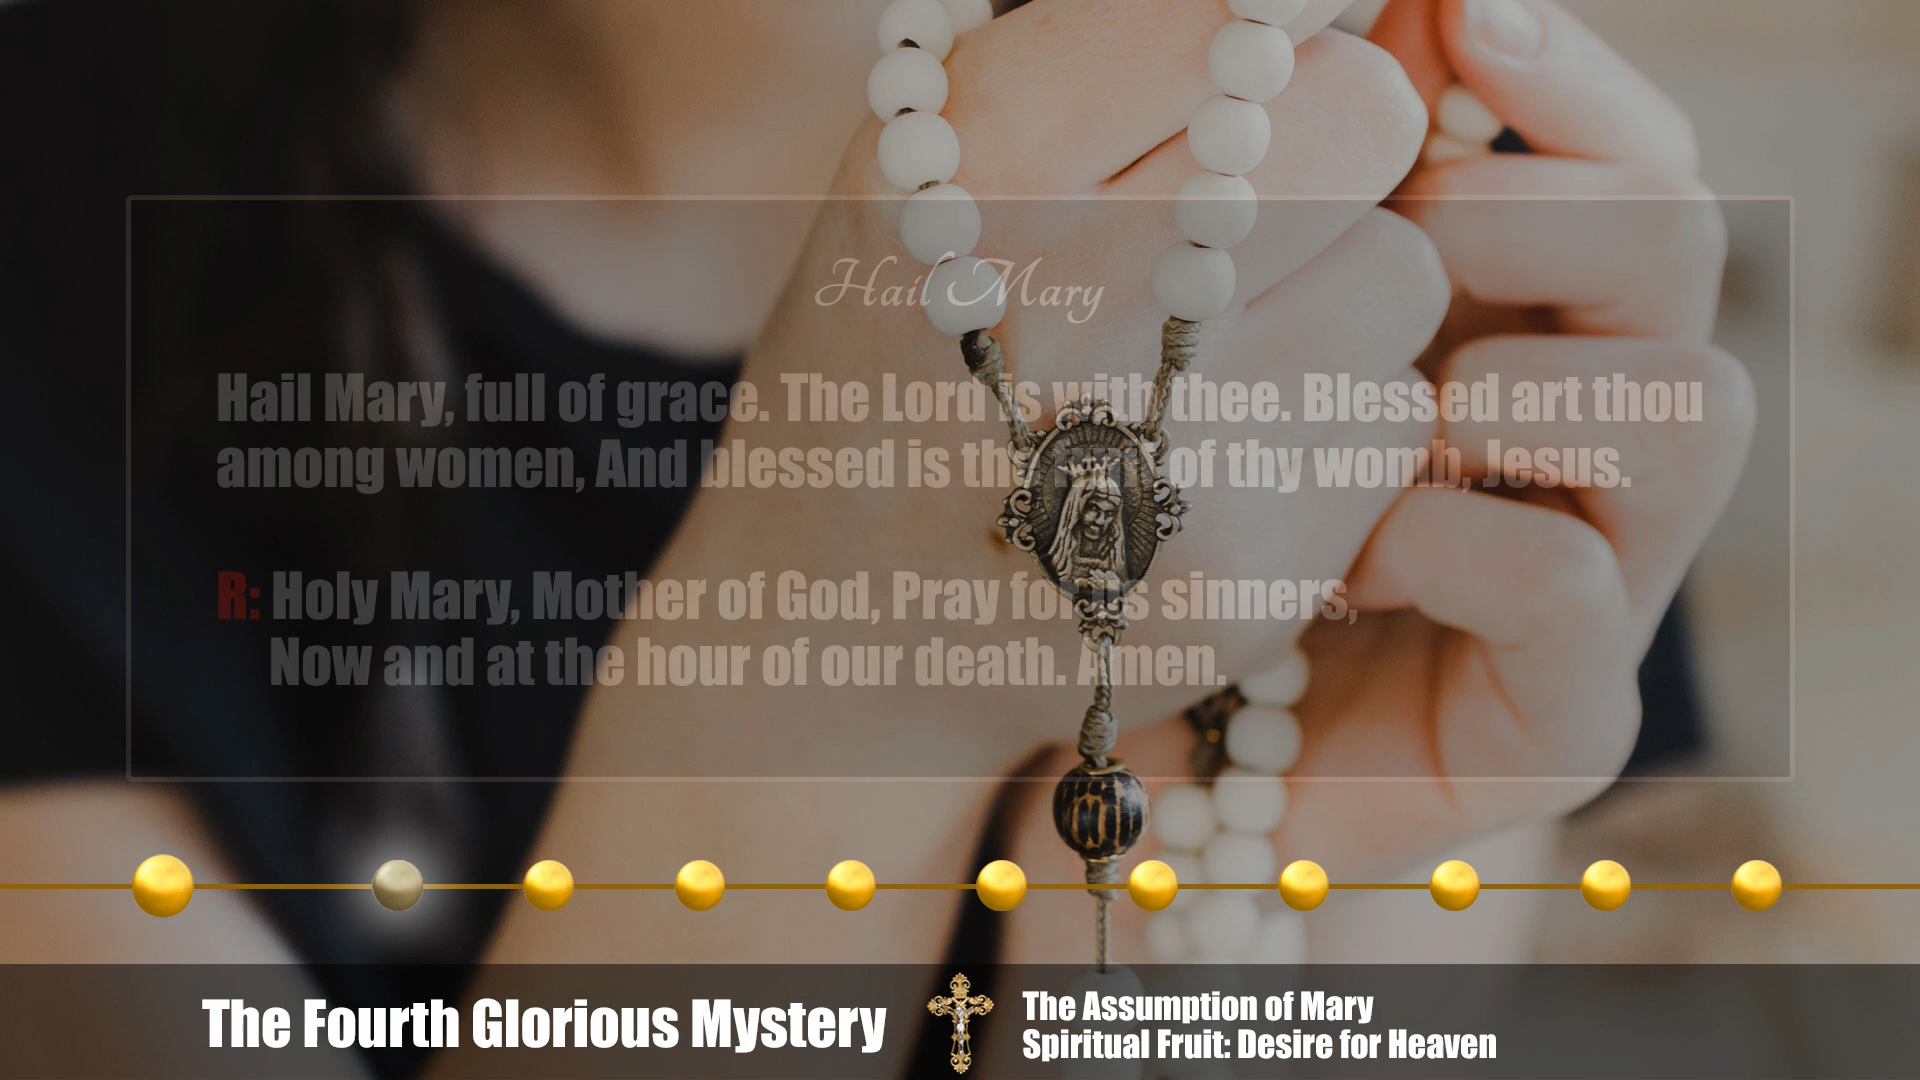 Hail Mary
Hail Mary, full of grace. The Lord is with thee. Blessed art thou
among women, And blessed is the fruit of thy womb, Jesus.
R: Holy Mary, Mother of God, Pray for us sinners,
Now and at the hour of our death. Amen.
The Fourth Glorious Mystery
The Assumption of Mary
Spiritual Fruit: Desire for Heaven